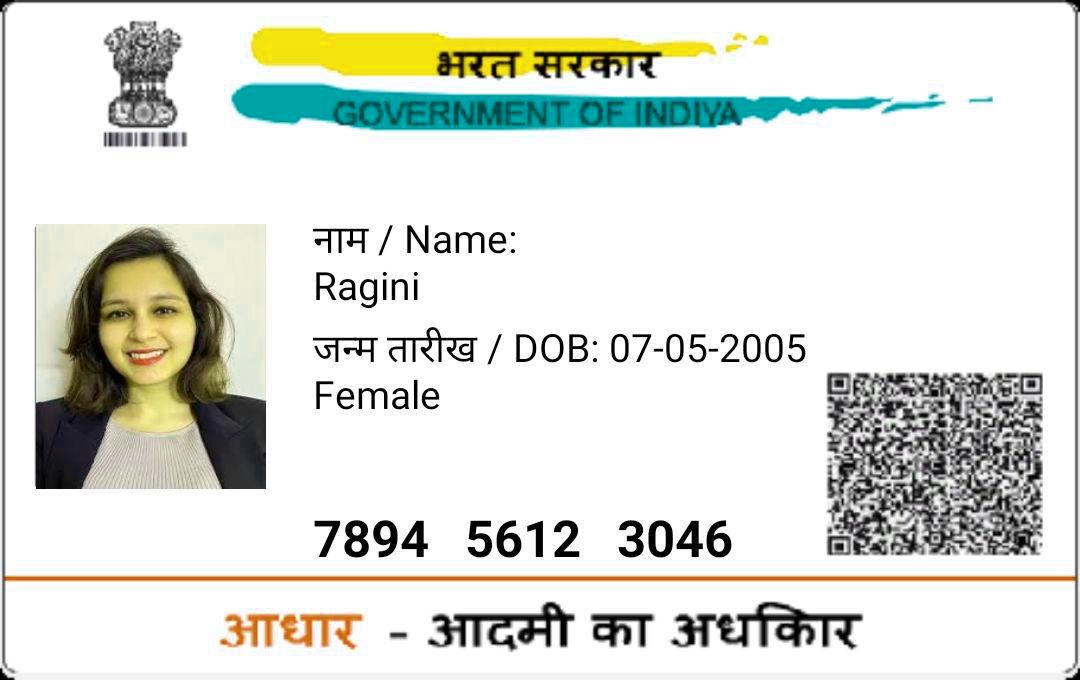 भरत सरकार
GOVERNMENT OF INDIYA
नाम / Name:
Ragini
जन्म तारीख / DOB: 07-05-2005
Female
7894 5612 3046
आधार - आदमी का अधकिार